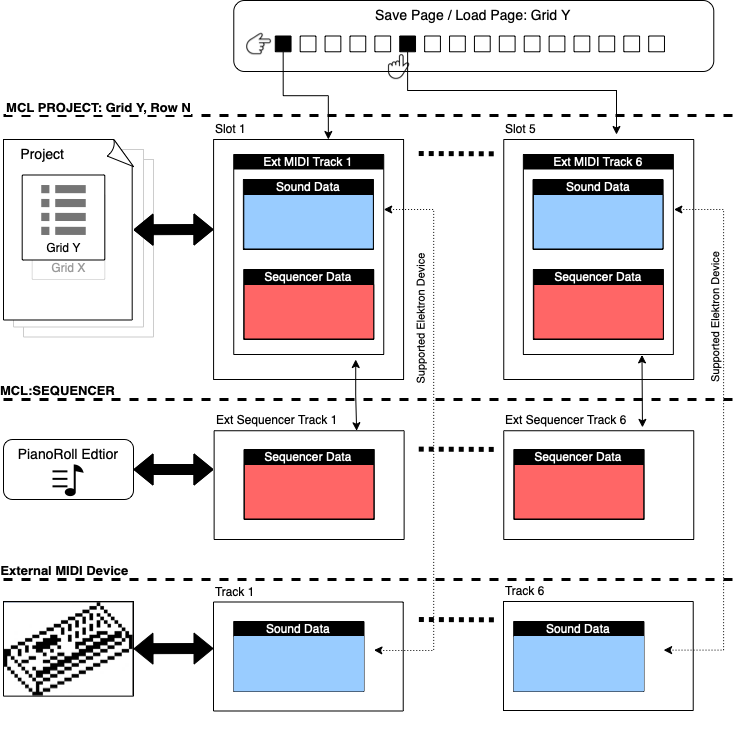 Save Page / Load Page: Grid Y
MCL PROJECT: Grid Y, Row N
Slot 1
Slot 5
Project
Grid Y
Grid X
Ext MIDI Track 1
Sound Data
Sequencer Data
Ext MIDI Track 6
Sound Data
Sequencer Data
Supported Elektron Device
Supported Elektron Device
MCL:SEQUENCER
Ext Sequencer Track 1
Ext Sequencer Track 6
PianoRoll Edtior
Sequencer Data
Sequencer Data
External MIDI Device
Track 1
Track 6
Sound Data
Sound Data